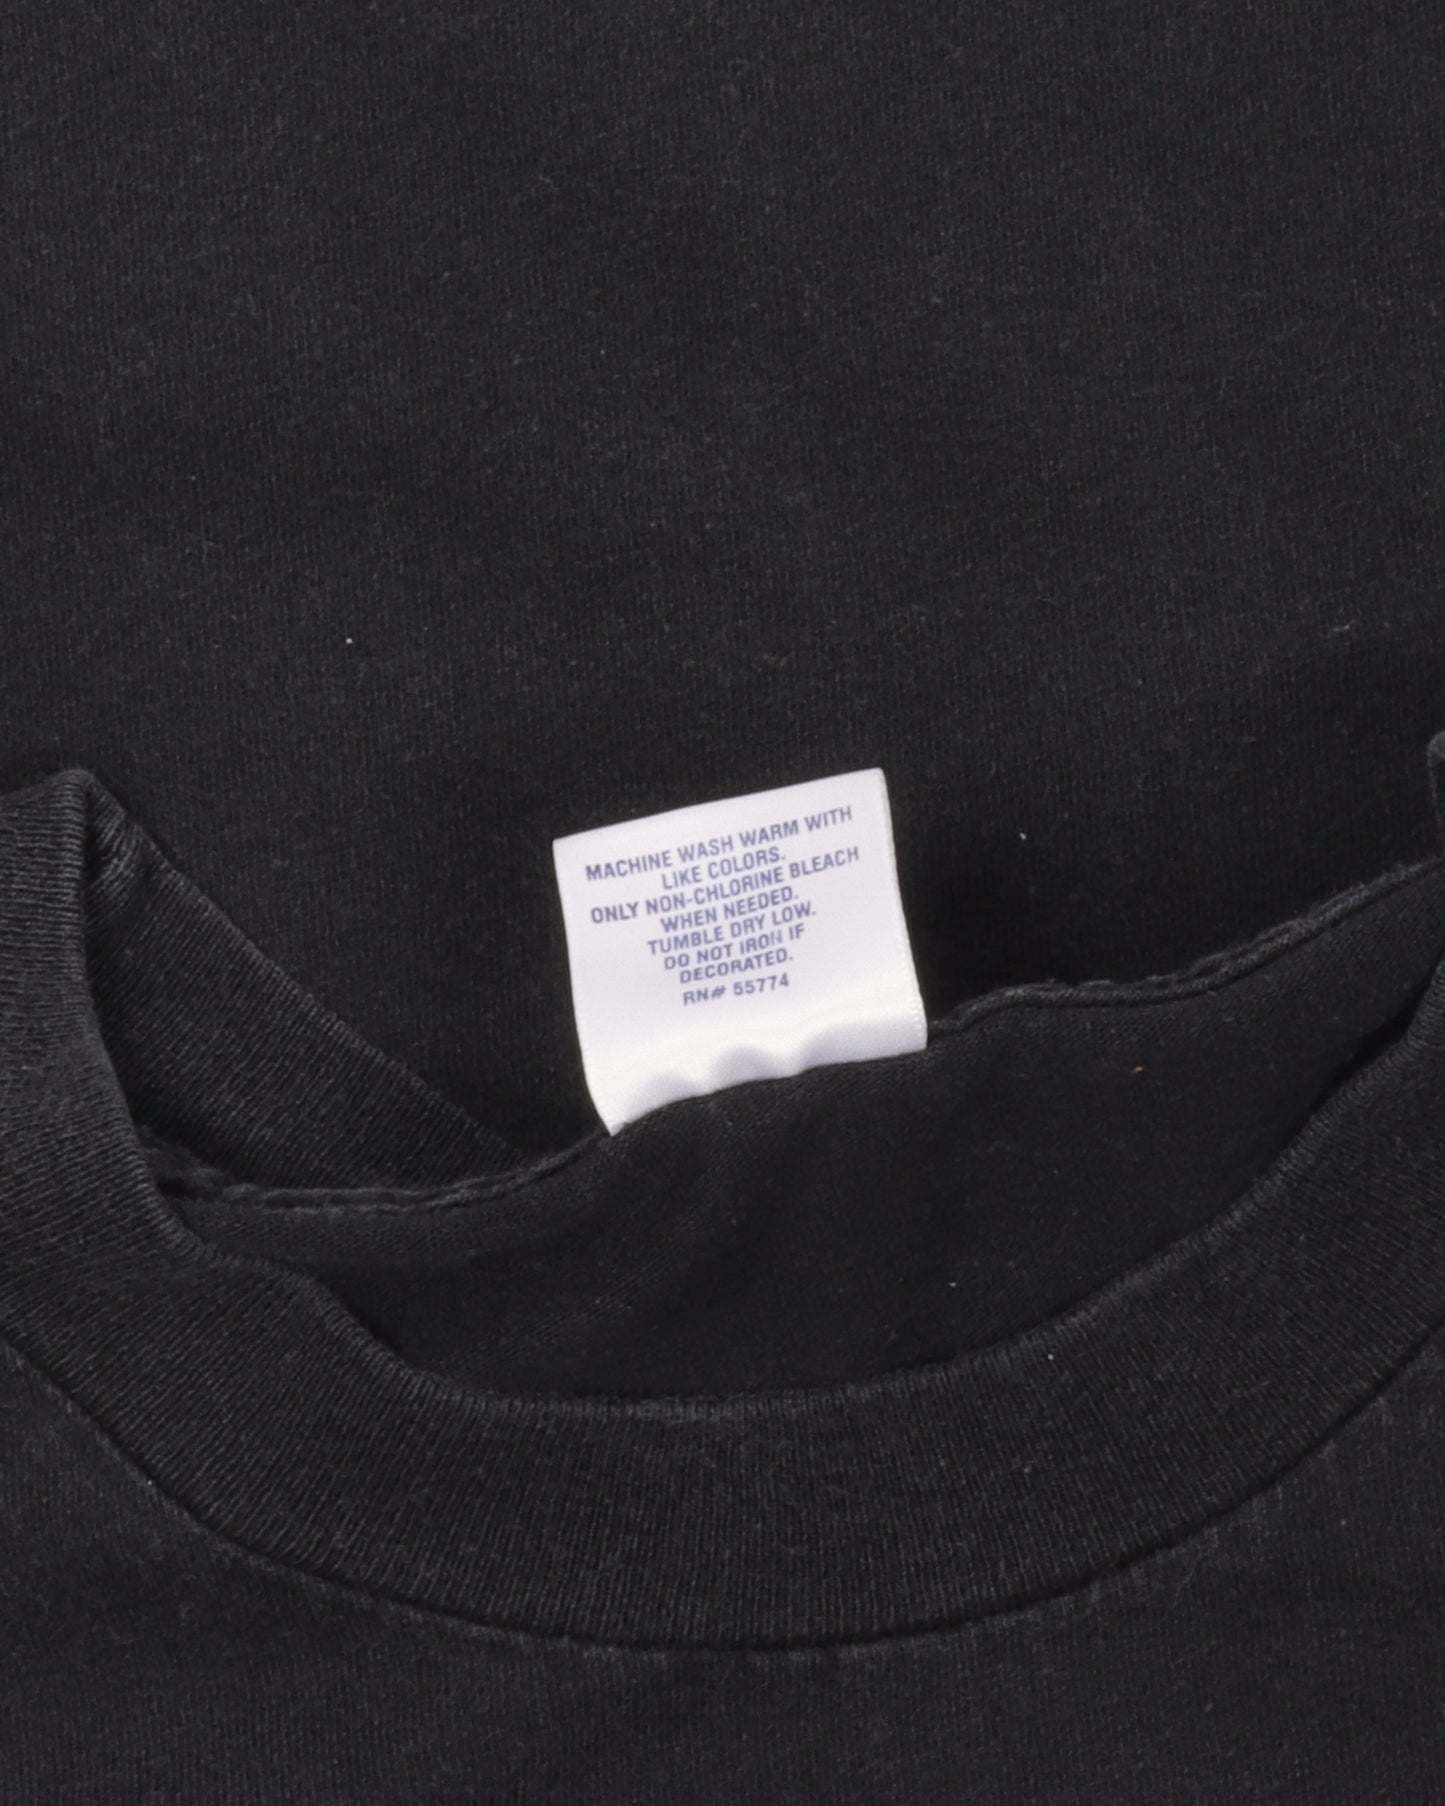 MACHINE WASH WARM WITH
LIKE COLORS.
ONLY NON-CHLORINE BLEACH
WHEN NEEDED.
TUMBLE DRY LOW.
DO NOT IRON IF
DECORATED.
RN# 55774